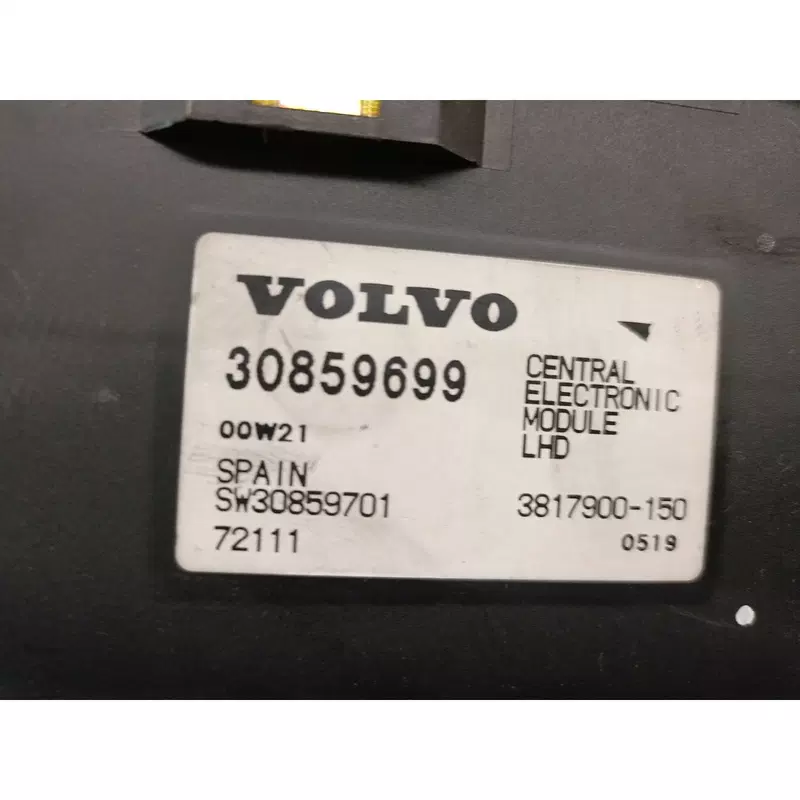 VOLVO
30859699
00W21
SPAIN
SW30859701
72111
CENTRAL
ELECTRONIC
MODULE
LHD
3817900-150
0519